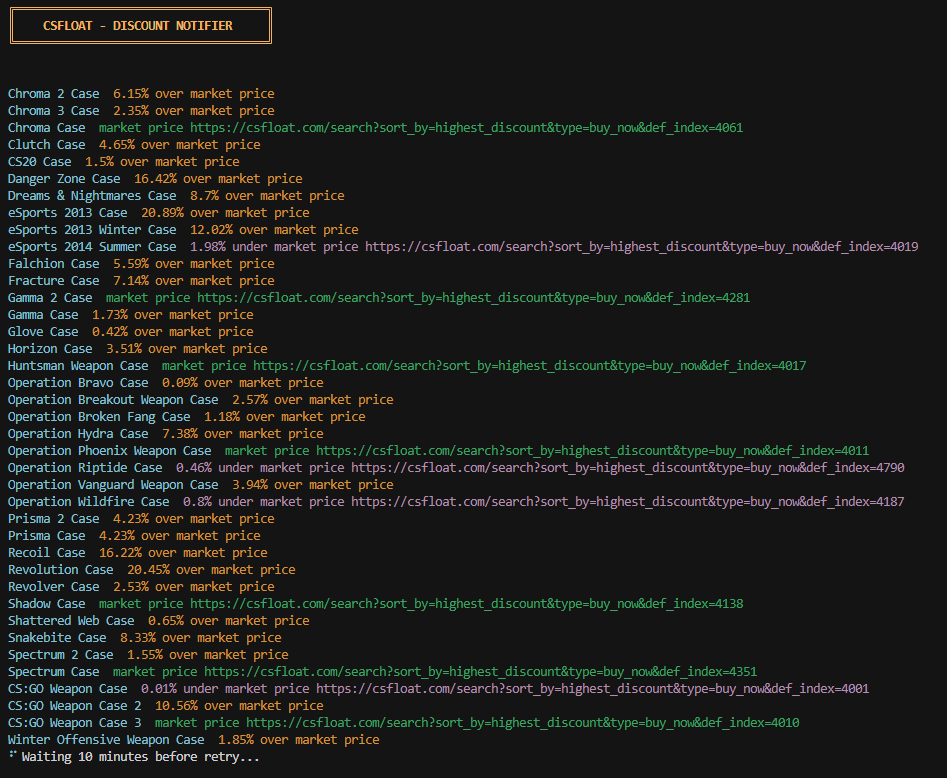 CSFLOAT - DISCOUNT NOTIFIER
Chroma 2 Case 6.15% over market price
Chroma 3 Case 2.35% over market price
Chroma Case market price https://csfloat.com/search?sort_by=highest_discount&type=buy_now&def_index=4061
Clutch Case 4.65% over market price
CS20 Case 1.5% over market price
Danger Zone Case 16.42% over market price
Dreams & Nightmares Case 8.7% over market price
eSports 2013 Case 20.89% over market price
eSports 2013 Winter Case 12.02% over market price
eSports 2014 Summer Case 1.98% under market price https://csfloat.com/search?sort_by=highest_discount&type=buy_now&def_index=4019
Falchion Case 5.59% over market price
Fracture Case 7.14% over market price
Gamma 2 Case market price https://csfloat.com/search?sort_by=highest_discount&type=buy_now&def_index=4281
Gamma Case 1.73% over market price
Glove Case 0.42% over market price
Horizon Case 3.51% over market price
Huntsman Weapon Case market price https://csfloat.com/search?sort_by=highest_discount&type=buy_now&def_index=4017
Operation Bravo Case 0.09% over market price
Operation Breakout Weapon Case 2.57% over market price
Operation Broken Fang Case 1.18% over market price
Operation Hydra Case 7.38% over market price
Operation Phoenix Weapon Case market price https://csfloat.com/search?sort_by=highest_discount&type=buy_now&def_index=4011
Operation Riptide Case 0.46% under market price https://csfloat.com/search?sort_by=highest_discount&type=buy_now&def_index=4790
Operation Vanguard Weapon Case 3.94% over market price
Operation Wildfire Case 0.8% under market price https://csfloat.com/search?sort_by=highest_discount&type=buy_now&def_index=4187
Prisma 2 Case 4.23% over market price
Prisma Case 4.23% over market price
Recoil Case 16.22% over market price
Revolution Case 20.45% over market price
Revolver Case 2.53% over market price
Shadow Case market price https://csfloat.com/search?sort_by=highest_discount&type=buy_now&def_index=4138
Shattered Web Case 0.65% over market price
Snakebite Case 8.33% over market price
Spectrum 2 Case 1.55% over market price
Spectrum Case market price https://csfloat.com/search?sort_by=highest_discount&type=buy_now&def_index=4351
CS:GO Weapon Case 0.01% under market price https://csfloat.com/search?sort_by=highest_discount&type=buy_now&def_index=4001
CS:GO Weapon Case 2 10.56% over market price
CS:GO Weapon Case 3 market price https://csfloat.com/search?sort_by=highest_discount&type=buy_now&def_index=4010
Winter Offensive Weapon Case 1.85% over market price
Waiting 10 minutes before retry...